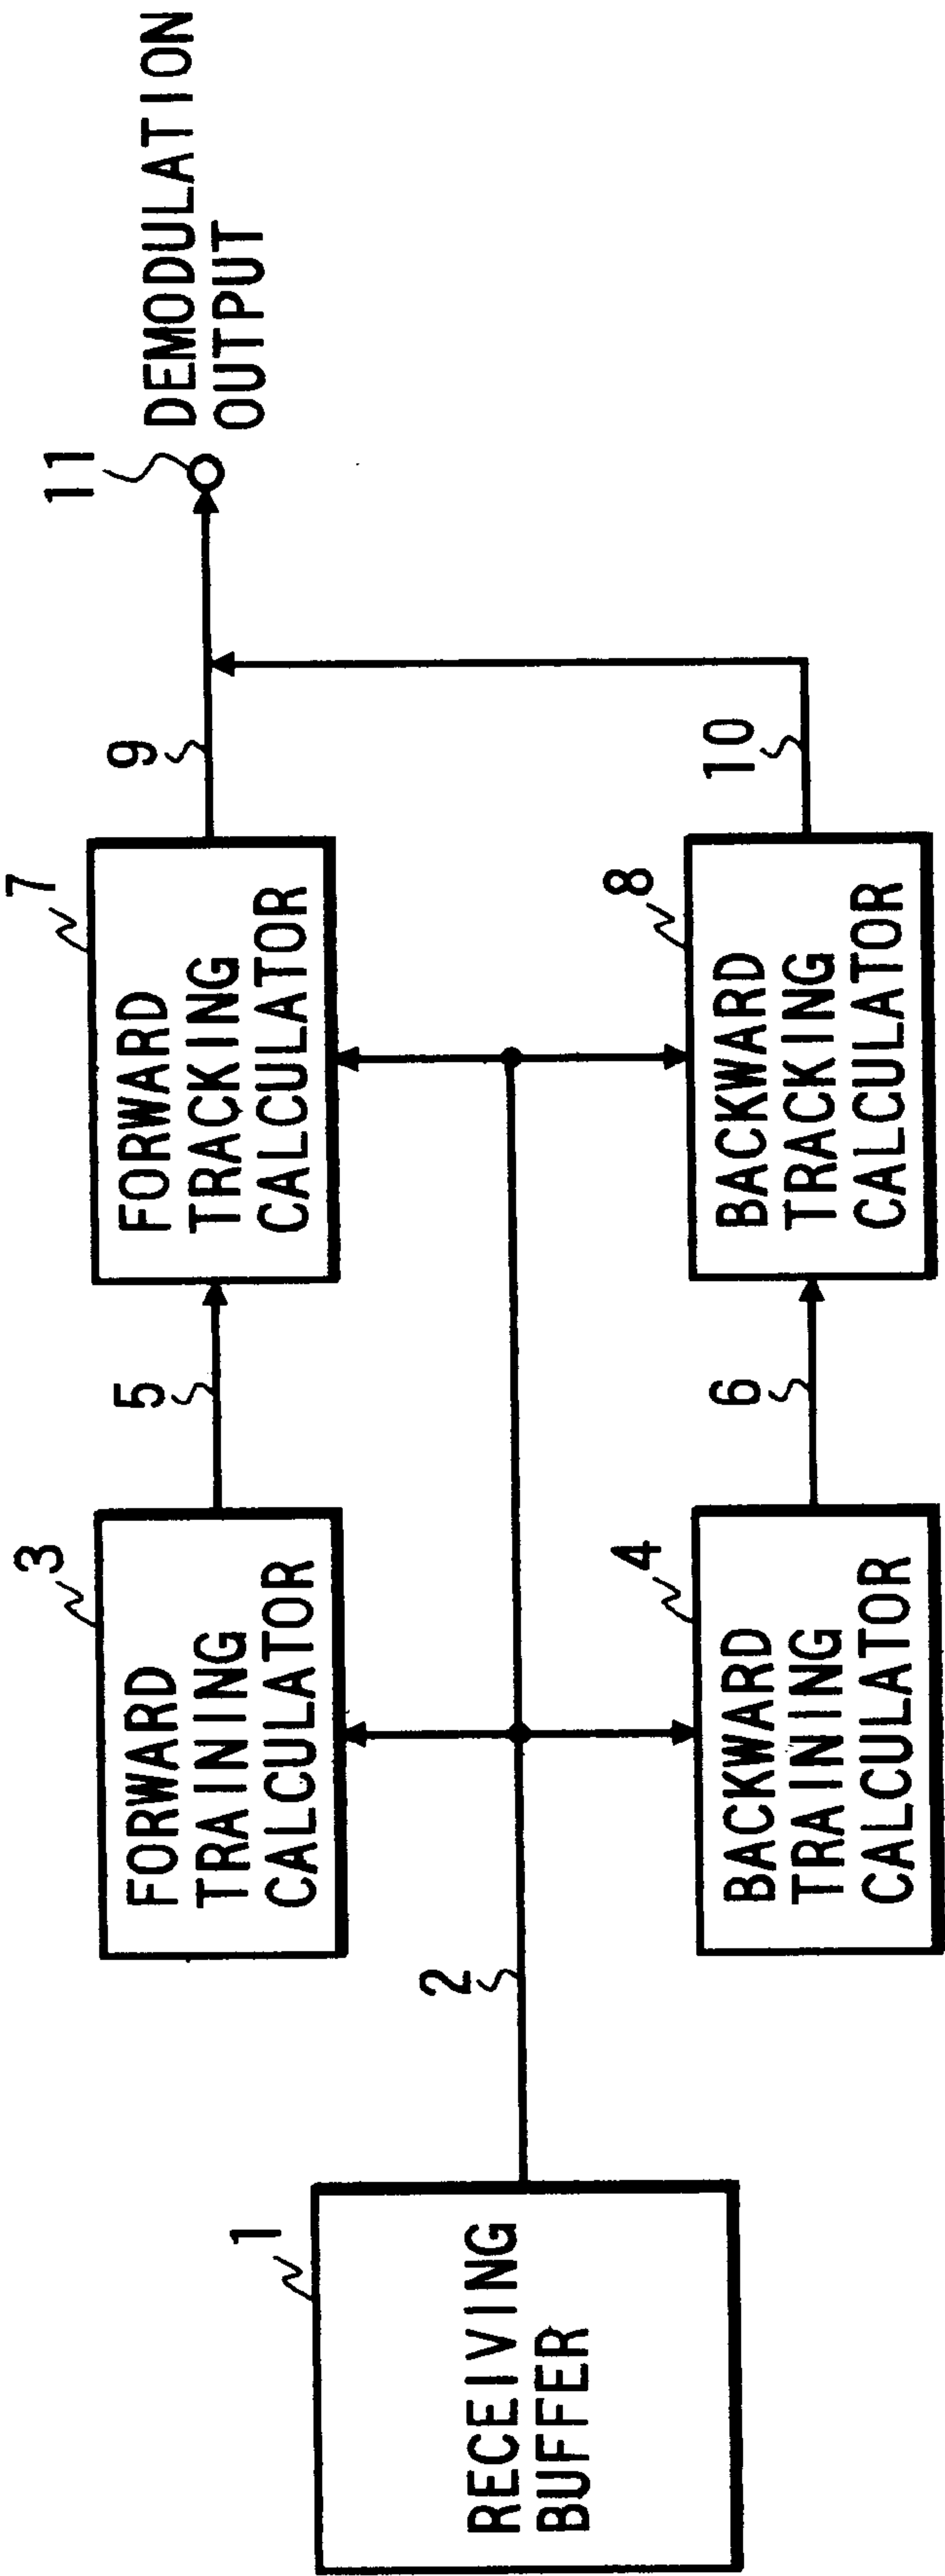 1
RECEIVING
BUFFER
2
3
FORWARD
TRAINING
CALCULATOR
4
BACKWARD
TRAINING
CALCULATOR
5
6
7
FORWARD
TRACKING
CALCULATOR
8
BACKWARD
TRACKING
CALCULATOR
9
10
11
DEMODULATION
OUTPUT